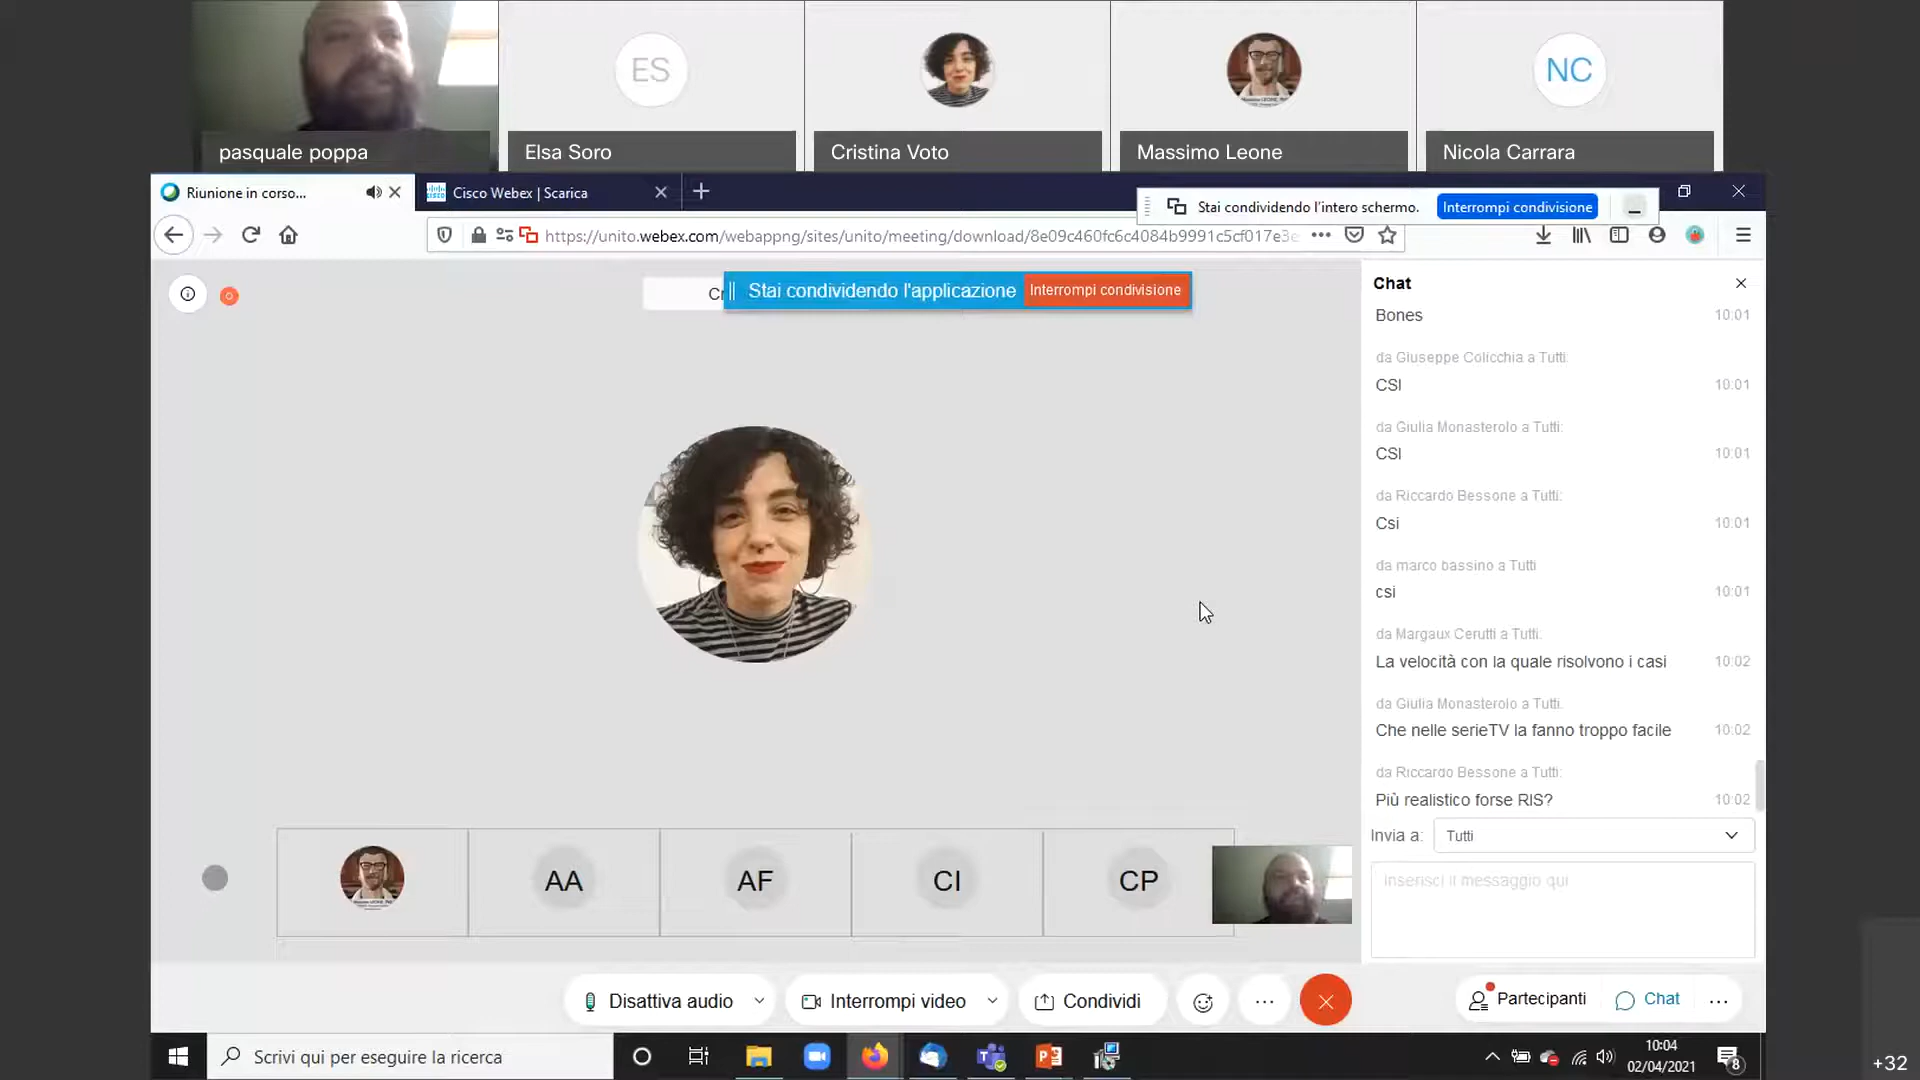 ES
NC
pasquale poppa
Elsa Soro
Cristina Voto
Massimo Leone
Nicola Carrara
Riunione in corso...
Cisco Webex | Scarica
Stai condividendo l'intero schermo.
Interrompi condivisione
https://unito.webex.com/webappng/sites/unito/meeting/download/8e09c460fc6c4084b9991c5cf017e3e
Cr
Stai condividendo l'applicazione
Interrompi condivisione
Chat
Bones 10:01
da Giuseppe Colicchia a Tutti:
CSI 10:01
da Giulia Monasterolo a Tutti:
CSI 10:01
da Riccardo Bessone a Tutti:
Csi 10:01
da marco bassino a Tutti
csi 10:01
da Margaux Cerutti a Tutti:
La velocità con la quale risolvono i casi 10:02
da Giulia Monasterolo a Tutti:
Che nelle serieTV la fanno troppo facile 10:02
da Riccardo Bessone a Tutti:
Più realistico forse RIS? 10:02
Invia a: Tutti
Inserisci il messaggio qui
AA
AF
CI
CP
Disattiva audio
Interrompi video
Condividi
Partecipanti
Chat
Scrivi qui per eseguire la ricerca
10:04
02/04/2021
8
+32